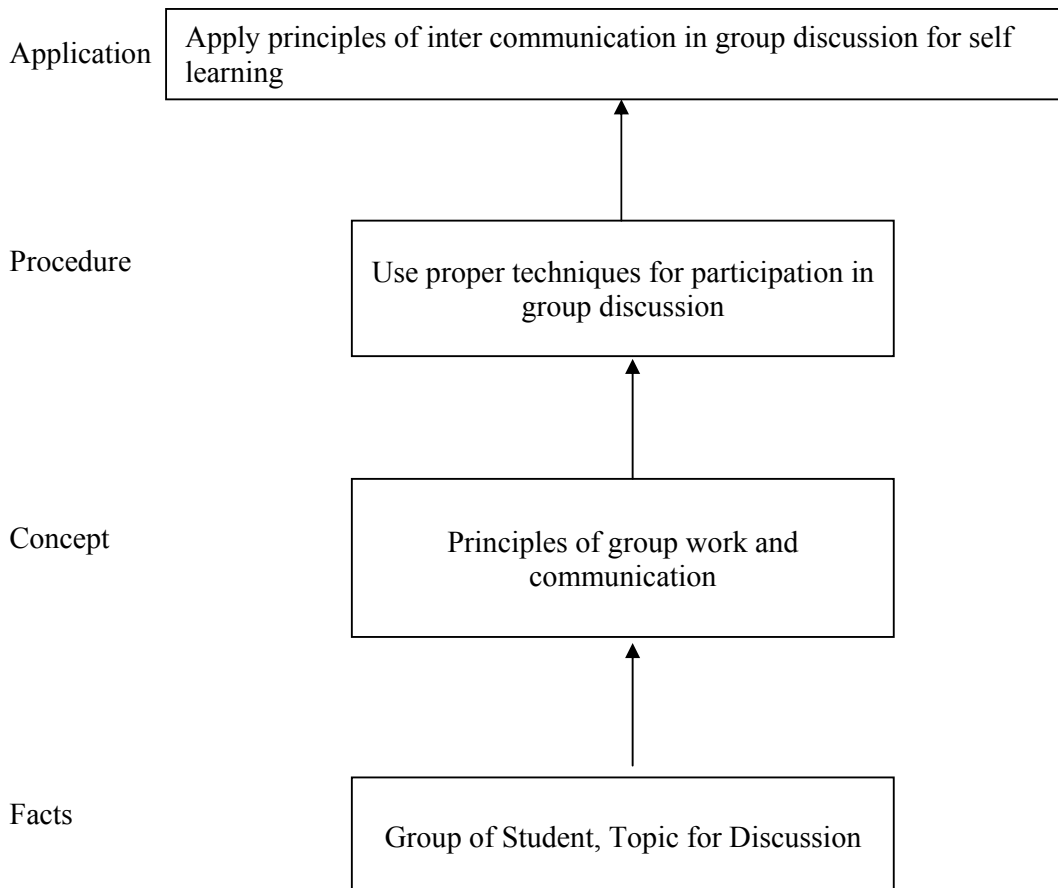 Application
Apply principles of inter communication in group discussion for self
learning
Procedure
Use proper techniques for participation in
group discussion
Concept
Principles of group work and
communication
Facts
Group of Student, Topic for Discussion